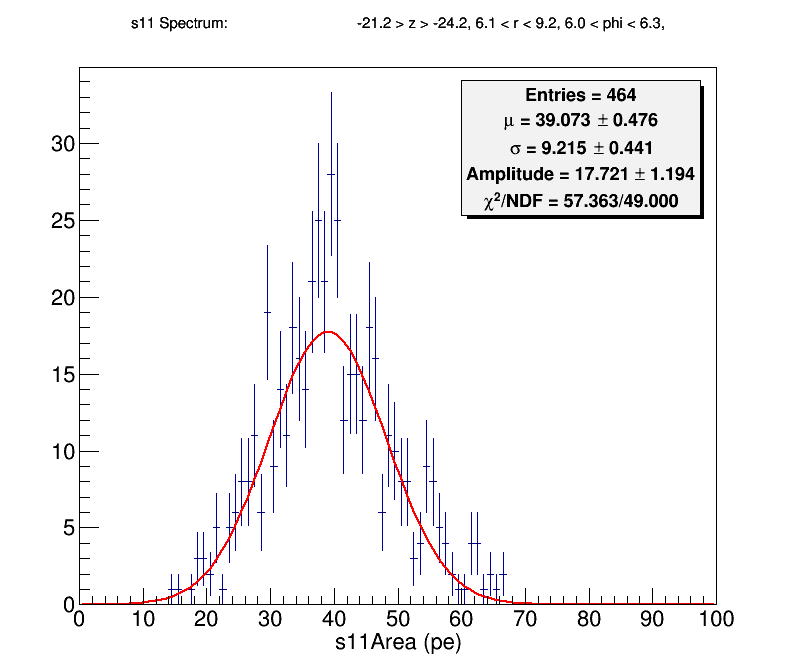 s11 Spectrum: -21.2 > z > -24.2, 6.1 < r < 9.2, 6.0 < phi < 6.3,
Entries = 464
μ = 39.073 ± 0.476
σ = 9.215 ± 0.441
Amplitude = 17.721 ± 1.194
χ²/NDF = 57.363/49.000
30
25
20
15
10
5
0
0 10 20 30 40 50 60 70 80 90 100
s11Area (pe)